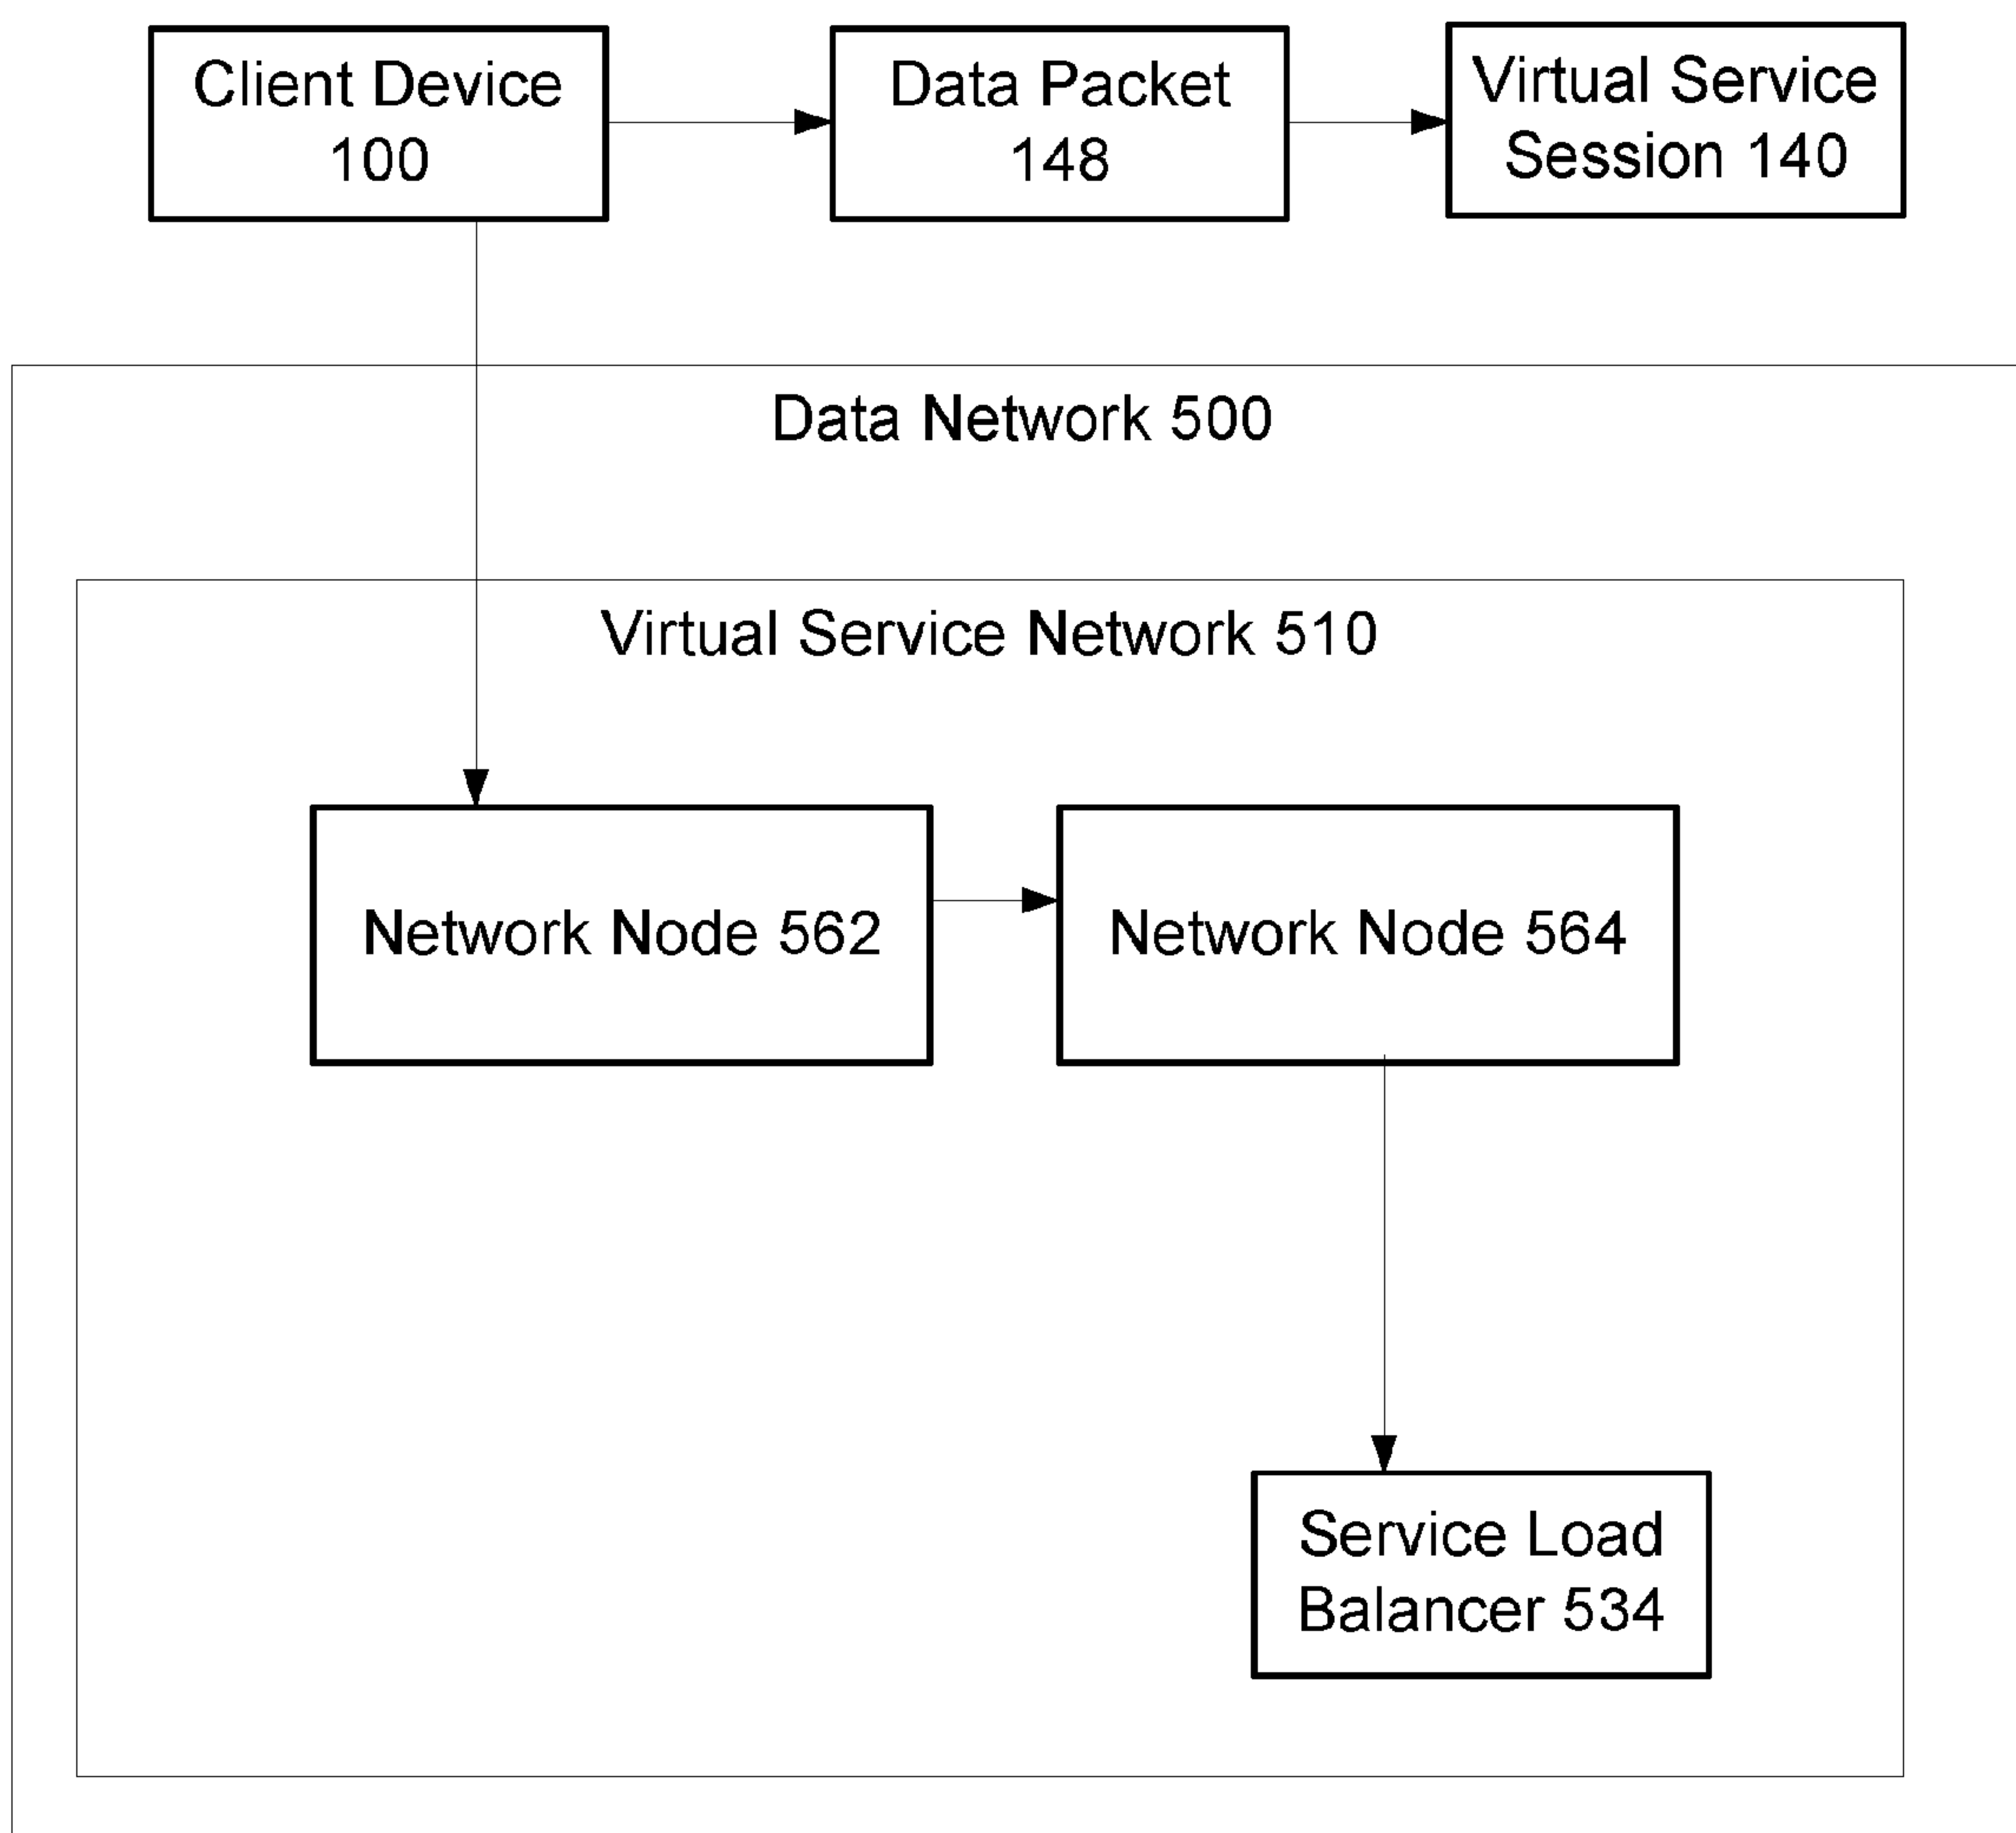 Client Device
100
Data Packet
148
Virtual Service
Session 140
Data Network 500
Virtual Service Network 510
Network Node 562
Network Node 564
Service Load
Balancer 534